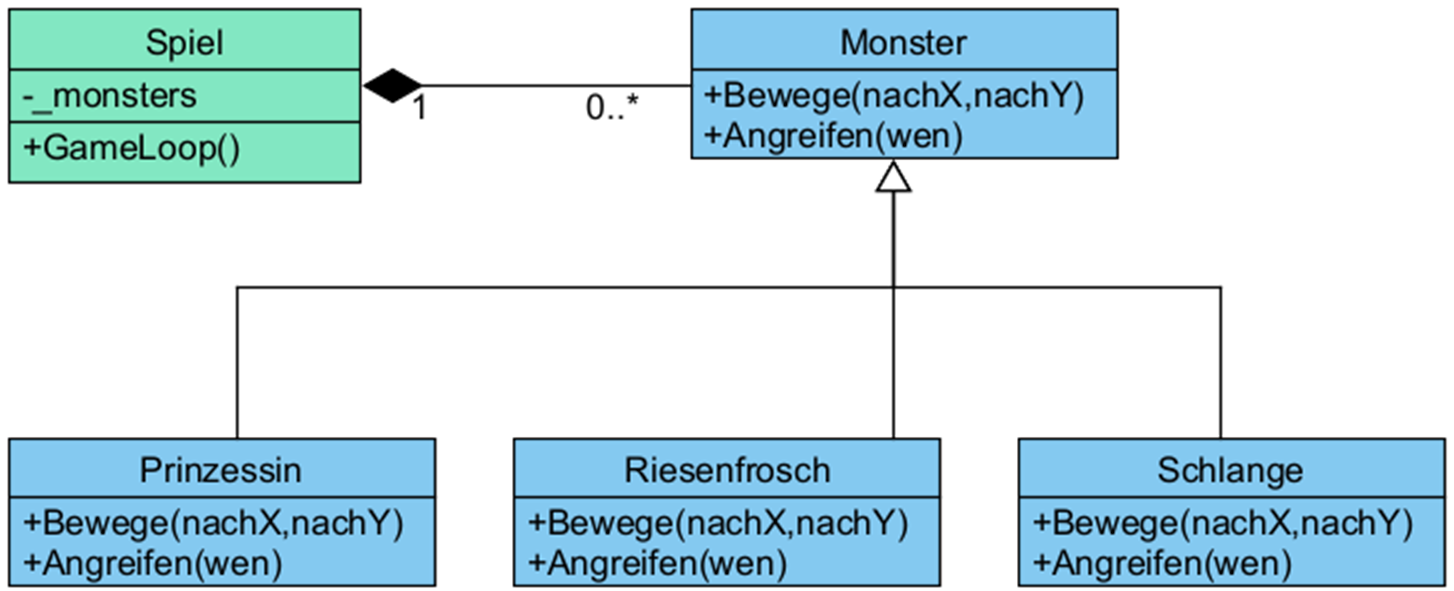 Spiel
-_monsters
+GameLoop()
1
0..*
Monster
+Bewege(nachX,nachY)
+Angreifen(wen)
Prinzessin
+Bewege(nachX,nachY)
+Angreifen(wen)
Riesenfrosch
+Bewege(nachX,nachY)
+Angreifen(wen)
Schlange
+Bewege(nachX,nachY)
+Angreifen(wen)